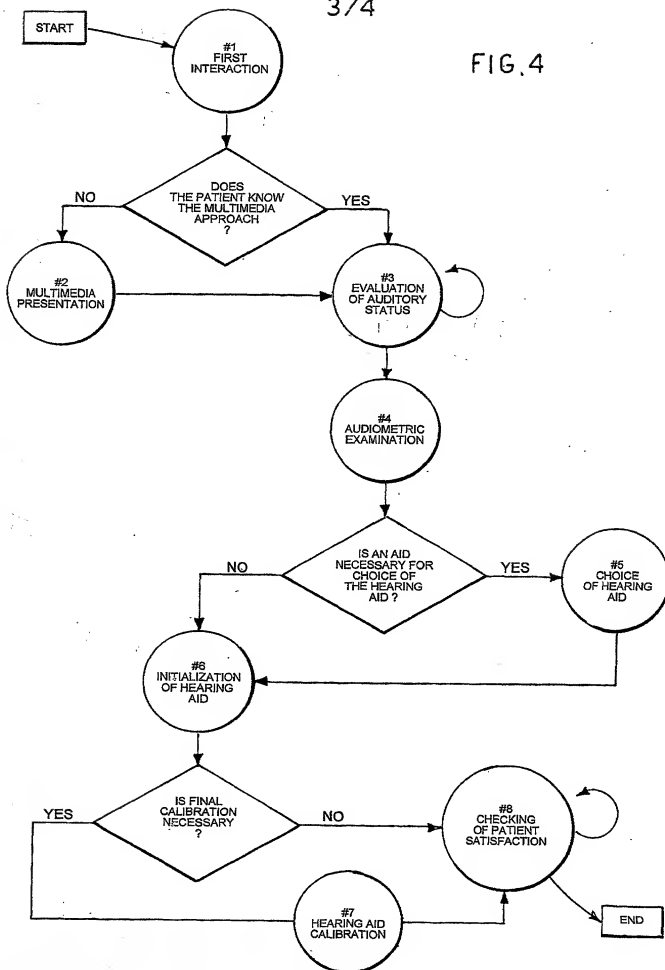 3/4
FIG.4
START
#1
FIRST
INTERACTION
DOES
THE PATIENT KNOW
THE MULTIMEDIA
APPROACH
?
NO
YES
#2
MULTIMEDIA
PRESENTATION
#3
EVALUATION
OF AUDITORY
STATUS
#4
AUDIOMETRIC
EXAMINATION
IS AN AID
NECESSARY FOR
CHOICE OF
THE HEARING
AID ?
NO
YES
#5
CHOICE
OF HEARING
AID
#6
INITIALIZATION
OF HEARING
AID
IS FINAL
CALIBRATION
NECESSARY
?
YES
NO
#8
CHECKING
OF PATIENT
SATISFACTION
#7
HEARING AID
CALIBRATION
END